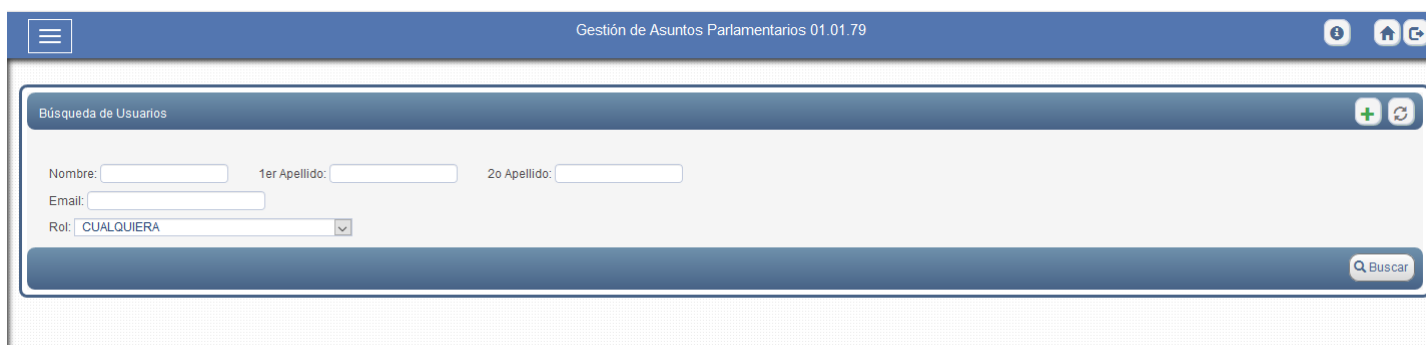 Gestión de Asuntos Parlamentarios 01.01.79
Búsqueda de Usuarios
Nombre: 1er Apellido: 2o Apellido:
Email:
Rol: CUALQUIERA
Buscar